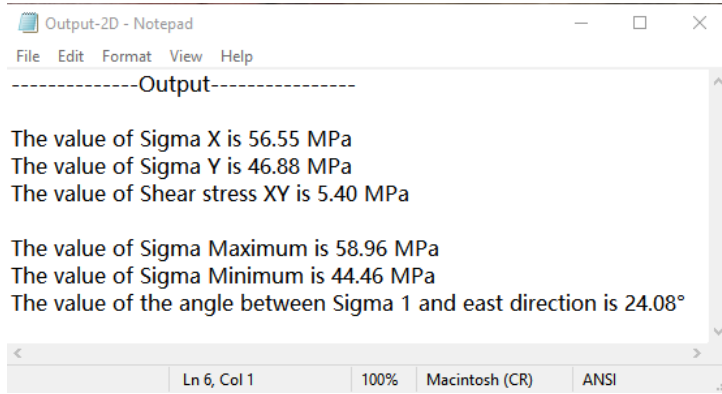 Output-2D - Notepad
File Edit Format View Help
--------------Output----------------
The value of Sigma X is 56.55 MPa
The value of Sigma Y is 46.88 MPa
The value of Shear stress XY is 5.40 MPa
The value of Sigma Maximum is 58.96 MPa
The value of Sigma Minimum is 44.46 MPa
The value of the angle between Sigma 1 and east direction is 24.08°
Ln 6, Col 1 100% Macintosh (CR) ANSI